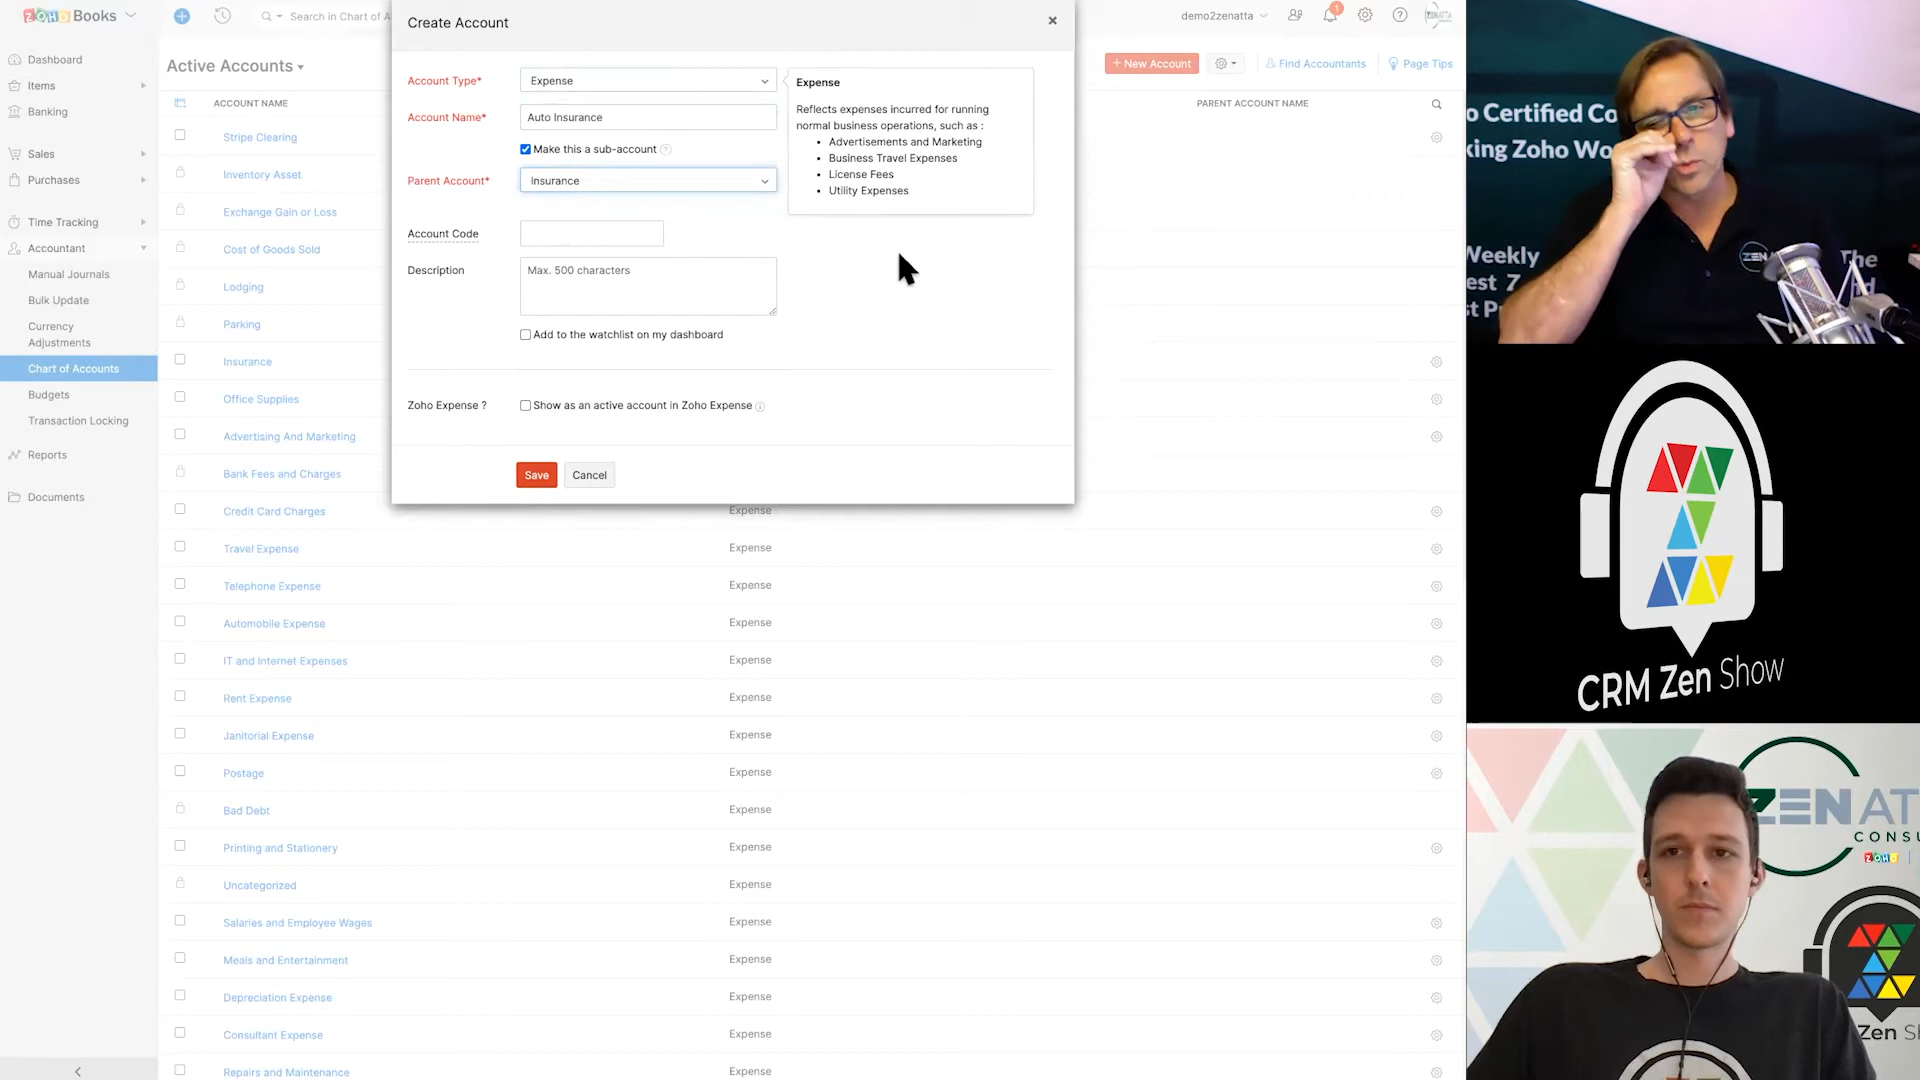 ZOHO Books
Search in Chart of A
demo2zenatta
1
Create Account
Dashboard
Items
Banking
Sales
Purchases
Time Tracking
Accountant
Manual Journals
Bulk Update
Currency
Adjustments
Chart of Accounts
Budgets
Transaction Locking
Reports
Documents
Active Accounts
+ New Account
Find Accountants
Page Tips
ACCOUNT NAME
PARENT ACCOUNT NAME
Stripe Clearing
Inventory Asset
Exchange Gain or Loss
Cost of Goods Sold
Lodging
Parking
Insurance
Office Supplies
Advertising And Marketing
Bank Fees and Charges
Credit Card Charges Expense
Travel Expense Expense
Telephone Expense Expense
Automobile Expense Expense
IT and Internet Expenses Expense
Rent Expense Expense
Janitorial Expense Expense
Postage Expense
Bad Debt Expense
Printing and Stationery Expense
Uncategorized Expense
Salaries and Employee Wages Expense
Meals and Entertainment Expense
Depreciation Expense Expense
Consultant Expense Expense
Repairs and Maintenance Expense
Account Type* Expense
Account Name* Auto Insurance
Make this a sub-account
Parent Account* Insurance
Account Code
Description Max. 500 characters
Add to the watchlist on my dashboard
Zoho Expense ? Show as an active account in Zoho Expense
Save Cancel
Expense
Reflects expenses incurred for running
normal business operations, such as :
• Advertisements and Marketing
• Business Travel Expenses
• License Fees
• Utility Expenses
o Certified Co
king Zoho Wo
Weekly
est Z
st P
The
ZEN
CRM Zen Show
ZENAT
CONSU
ZOHO
Zen S